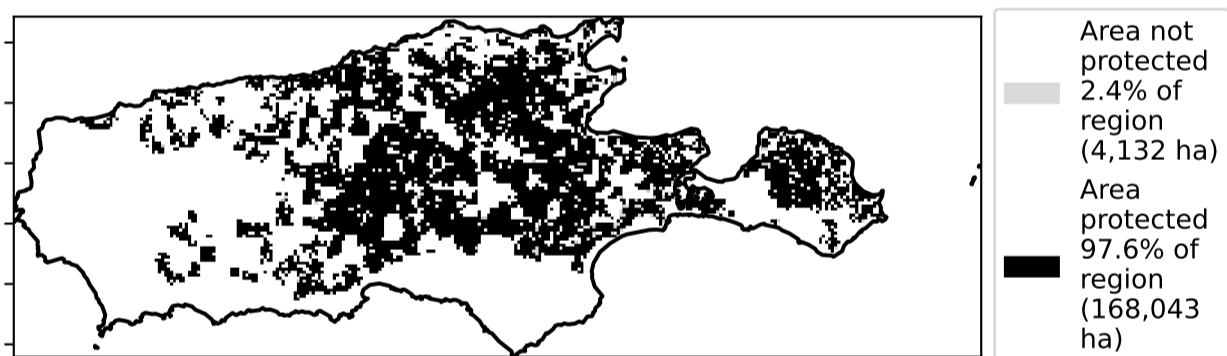 Area not
protected
2.4% of
region
(4,132 ha)
Area
protected
97.6% of
region
(168,043
ha)